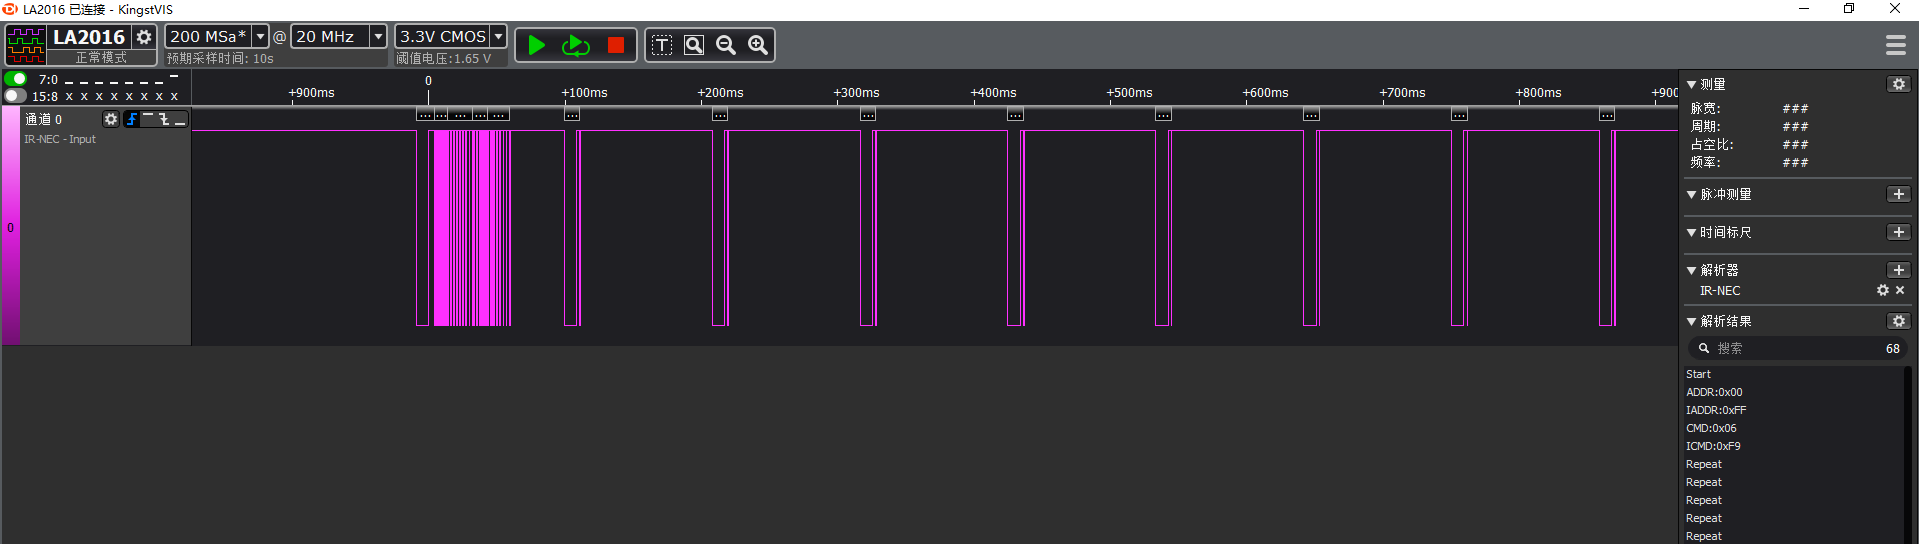 LA2016 已连接 - KingstVIS
LA2016
正常模式
200 MSa* @ 20 MHz
预期采样时间: 10s
3.3V CMOS
阈值电压:1.65 V
7:0
15:8 x x x x x x x x
+900ms 0 +100ms +200ms +300ms +400ms +500ms +600ms +700ms +800ms +900
通道 0
IR-NEC - Input
0
测量
脉宽: ###
周期: ###
占空比: ###
频率: ###
脉冲测量
时间标尺
解析器
IR-NEC
解析结果
搜索 68
Start
ADDR:0x00
IADDR:0xFF
CMD:0x06
ICMD:0xF9
Repeat
Repeat
Repeat
Repeat
Repeat